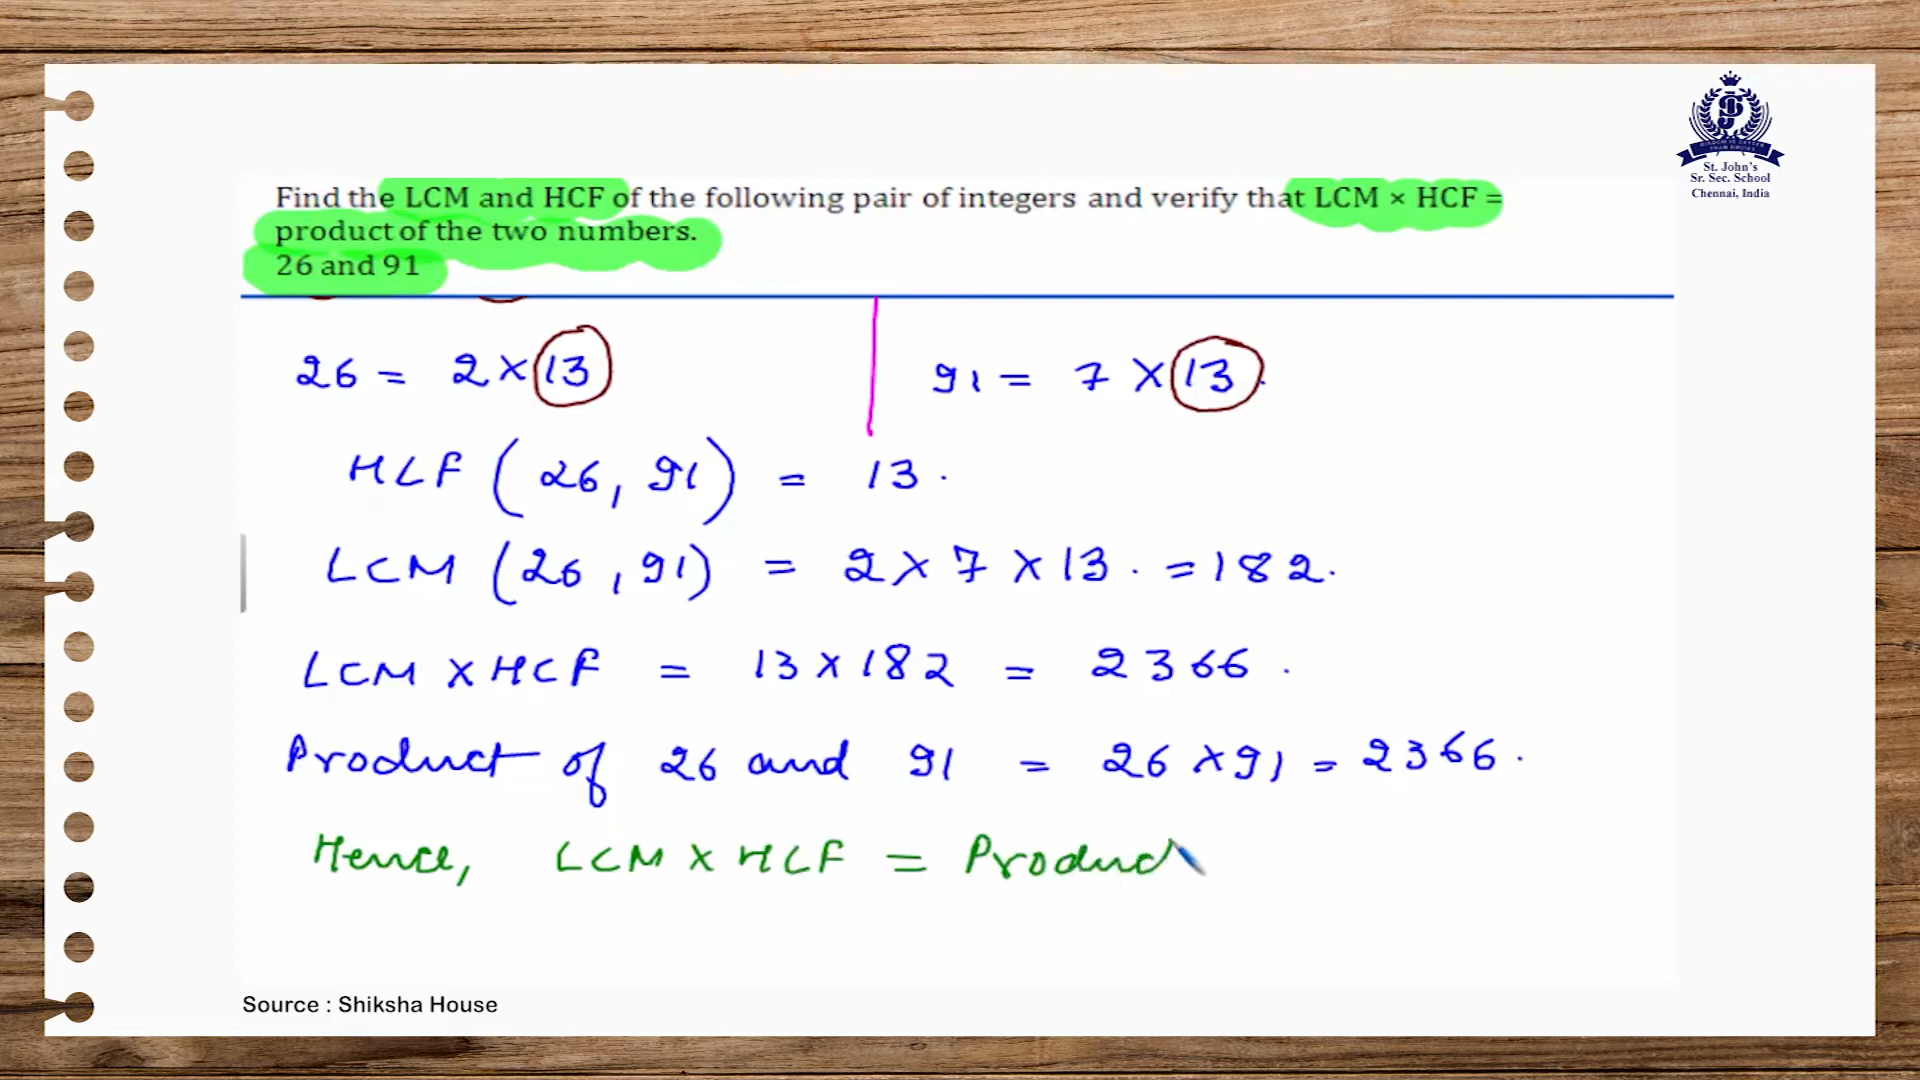 St. John's
Sr. Sec. School
Chennai, India
Find the LCM and HCF of the following pair of integers and verify that LCM × HCF =
product of the two numbers.
26 and 91
26 = 2 × 13
91 = 7 × 13.
HCF (26, 91) = 13.
LCM (26, 91) = 2 × 7 × 13. = 182.
LCM × HCF = 13 × 182 = 2366.
Product of 26 and 91 = 26 × 91 = 2366.
Hence, LCM × HCF = Produc
Source : Shiksha House